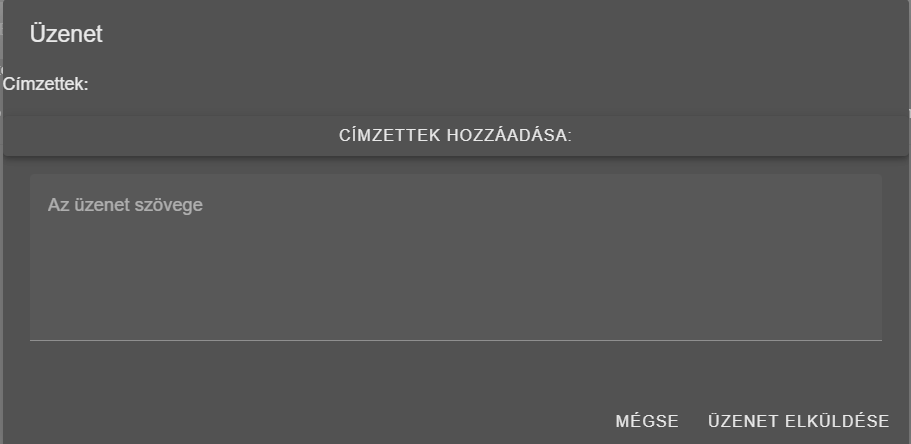 Üzenet
Címzettek:
CÍMZETTEK HOZZÁADÁSA:
Az üzenet szövege
MÉGSE ÜZENET ELKÜLDÉSE